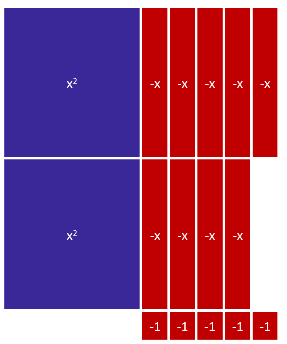 x² -x -x -x -x -x
x² -x -x -x -x
-1 -1 -1 -1 -1